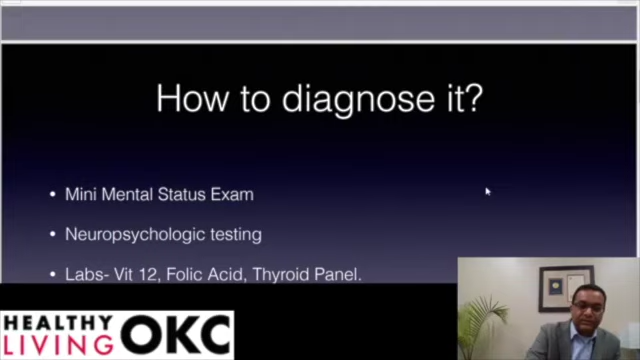 How to diagnose it?
• Mini Mental Status Exam
• Neuropsychologic testing
• Labs- Vit 12, Folic Acid, Thyroid Panel.
HEALTHY
LIVING OKC